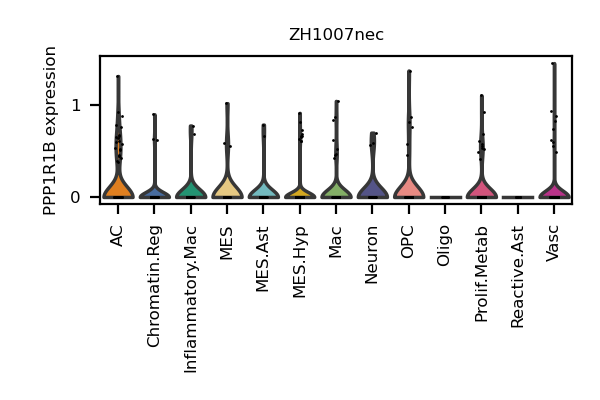 ZH1007nec
PPP1R1B expression
1
0
AC
Chromatin.Reg
Inflammatory.Mac
MES
MES.Ast
MES.Hyp
Mac
Neuron
OPC
Oligo
Prolif.Metab
Reactive.Ast
Vasc